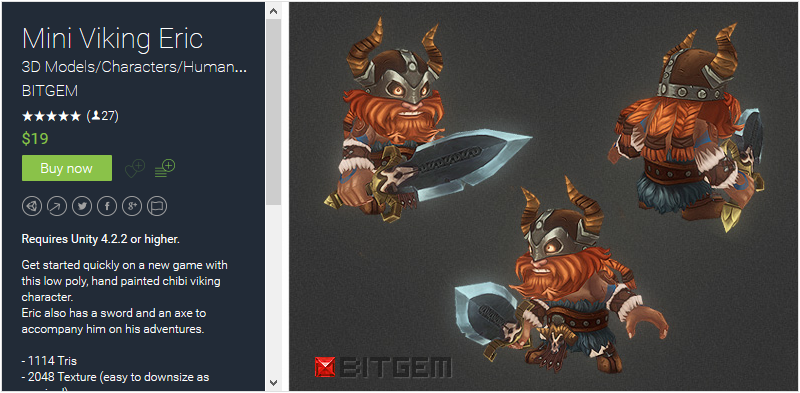 Mini Viking Eric
3D Models/Characters/Human...
BITGEM
★★★★★ (27)
$19
Buy now
Requires Unity 4.2.2 or higher.
Get started quickly on a new game with
this low poly, hand painted chibi viking
character.
Eric also has a sword and an axe to
accompany him on his adventures.
- 1114 Tris
- 2048 Texture (easy to downsize as
BITGEM